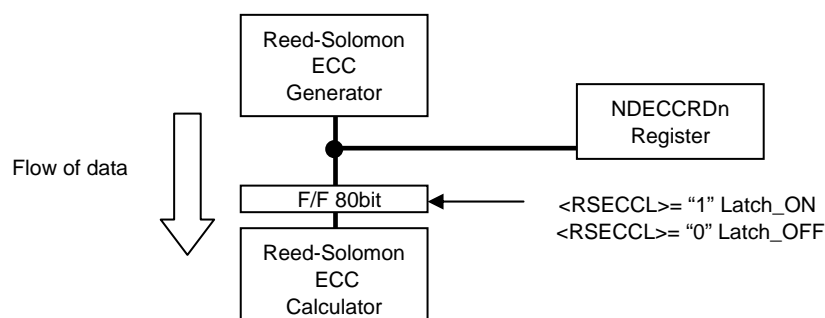 Reed-Solomon
ECC
Generator
NDECCRDn
Register
Flow of data
F/F 80bit
<RSECCL>= “1” Latch_ON
<RSECCL>= “0” Latch_OFF
Reed-Solomon
ECC
Calculator